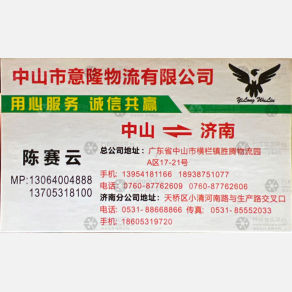 中山市意隆物流有限公司
YiLong WuLiu
用心服务 诚信共赢
中山 ⇌ 济南
陈赛云
MP: 13064004888
13705318100
总公司地址: 广东省中山市横栏镇胜腾物流园
A区17-21号
手机: 13954181166 18938751077
电话: 0760-87762609 0760-87762606
济南分公司地址: 天桥区小清河南路与生产路交叉口
电话: 0531-88668866 传真: 0531-85552033
手机: 18605319720